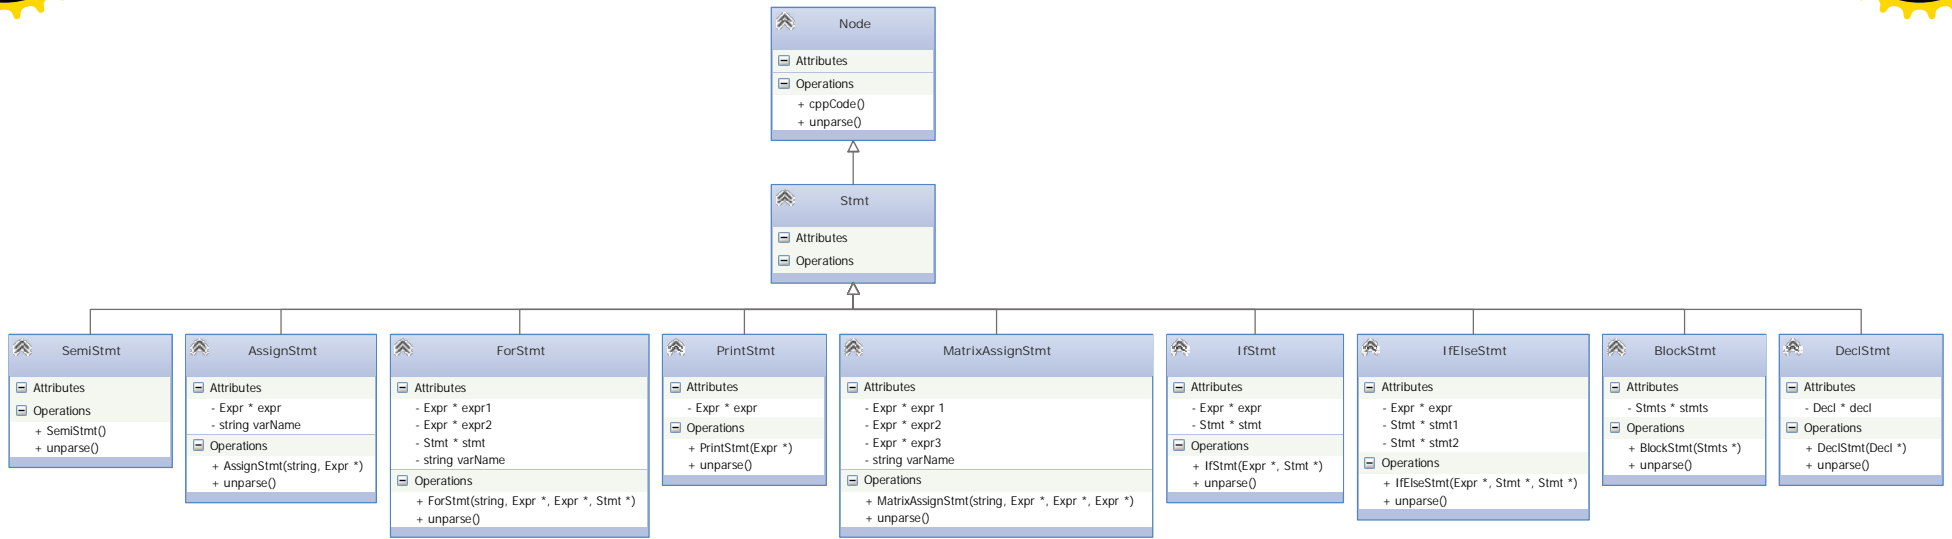 Node
Attributes
Operations
+ cppCode()
+ unparse()
Stmt
Attributes
Operations
SemiStmt
Attributes
Operations
+ SemiStmt()
+ unparse()
AssignStmt
Attributes
- Expr * expr
- string varName
Operations
+ AssignStmt(string, Expr *)
+ unparse()
ForStmt
Attributes
- Expr * expr1
- Expr * expr2
- Stmt * stmt
- string varName
Operations
+ ForStmt(string, Expr *, Expr *, Stmt *)
+ unparse()
PrintStmt
Attributes
- Expr * expr
Operations
+ PrintStmt(Expr *)
+ unparse()
MatrixAssignStmt
Attributes
- Expr * expr 1
- Expr * expr2
- Expr * expr3
- string varName
Operations
+ MatrixAssignStmt(string, Expr *, Expr *, Expr *)
+ unparse()
IfStmt
Attributes
- Expr * expr
- Stmt * stmt
Operations
+ IfStmt(Expr *, Stmt *)
+ unparse()
IfElseStmt
Attributes
- Expr * expr
- Stmt * stmt1
- Stmt * stmt2
Operations
+ IfElseStmt(Expr *, Stmt *, Stmt *)
+ unparse()
BlockStmt
Attributes
- Stmts * stmts
Operations
+ BlockStmt(Stmts *)
+ unparse()
DeclStmt
Attributes
- Decl * decl
Operations
+ DeclStmt(Decl *)
+ unparse()